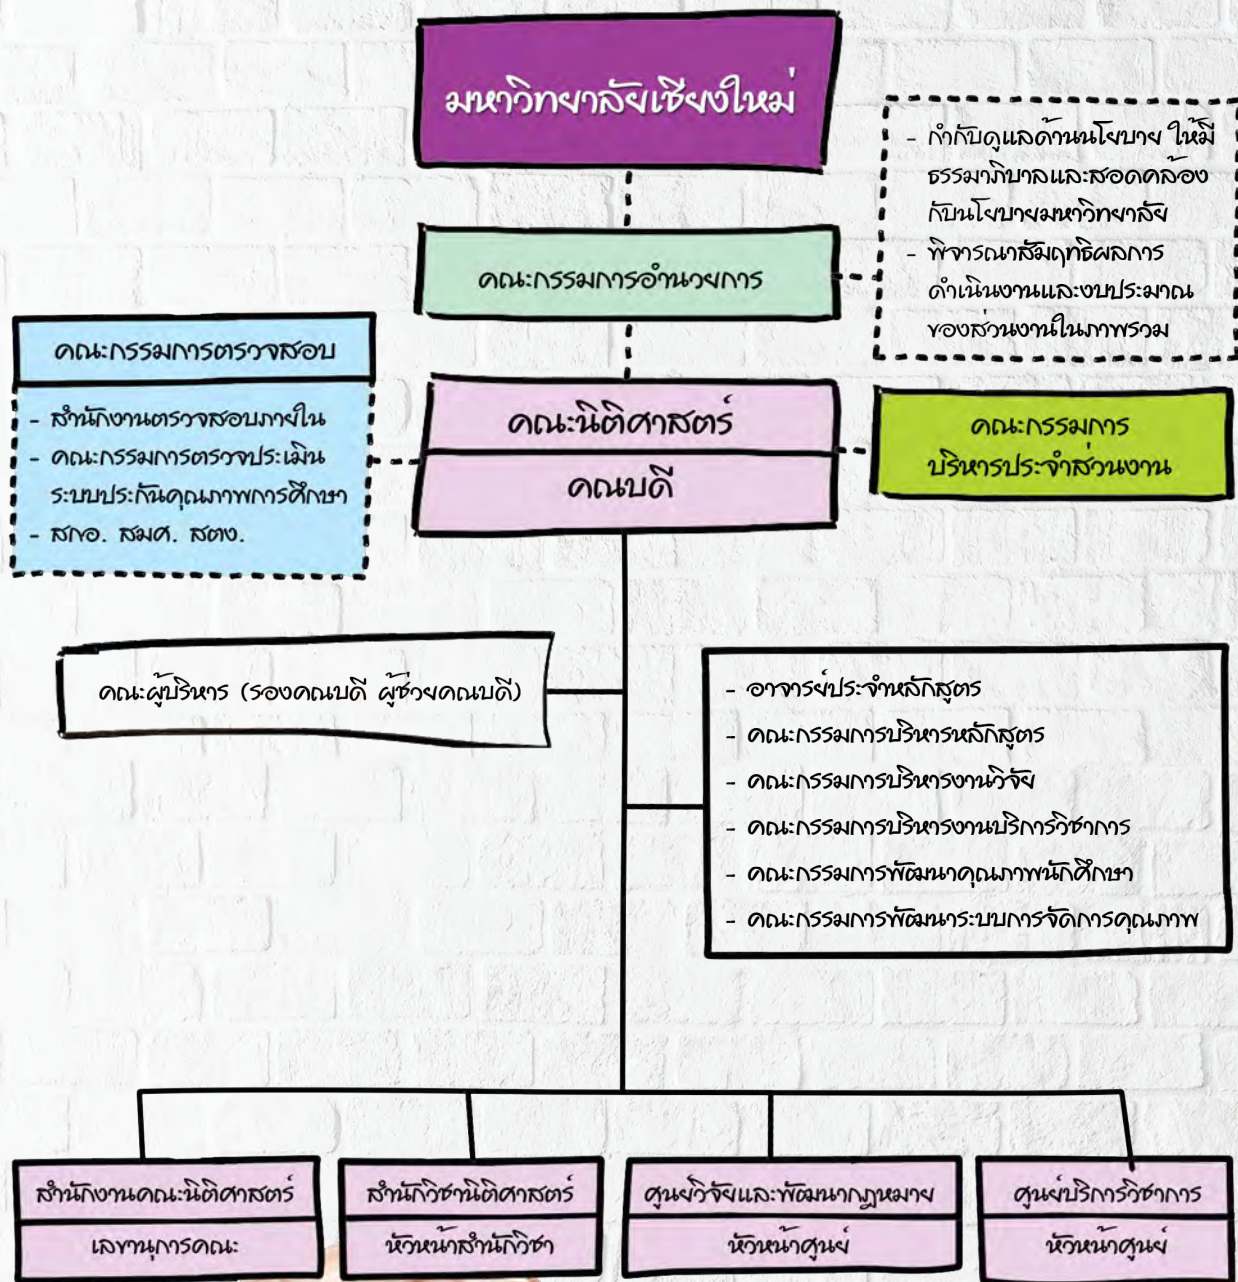 มหาวิทยาลัยเชียงใหม่
- กำกับดูแลด้านนโยบาย ให้มี
ธรรมาภิบาลและสอดคล้อง
กับนโยบายมหาวิทยาลัย
- พิจารณาสัมฤทธิผลการ
ดำเนินงานและงบประมาณ
ของส่วนงานในภาพรวม
คณะกรรมการอำนวยการ
คณะกรรมการตรวจสอบ
- สำนักงานตรวจสอบภายใน
- คณะกรรมการตรวจประเมิน
ระบบประกันคุณภาพการศึกษา
- สกอ. สมศ. สตง.
คณะนิติศาสตร์
คณบดี
คณะกรรมการ
บริหารประจำส่วนงาน
คณะผู้บริหาร (รองคณบดี ผู้ช่วยคณบดี)
- อาจารย์ประจำหลักสูตร
- คณะกรรมการบริหารหลักสูตร
- คณะกรรมการบริหารงานวิจัย
- คณะกรรมการบริหารงานบริการวิชาการ
- คณะกรรมการพัฒนาคุณภาพนักศึกษา
- คณะกรรมการพัฒนาระบบการจัดการคุณภาพ
สำนักงานคณะนิติศาสตร์
เลขานุการคณะ
สำนักวิชานิติศาสตร์
หัวหน้าสำนักวิชา
ศูนย์วิจัยและพัฒนากฎหมาย
หัวหน้าศูนย์
ศูนย์บริการวิชาการ
หัวหน้าศูนย์